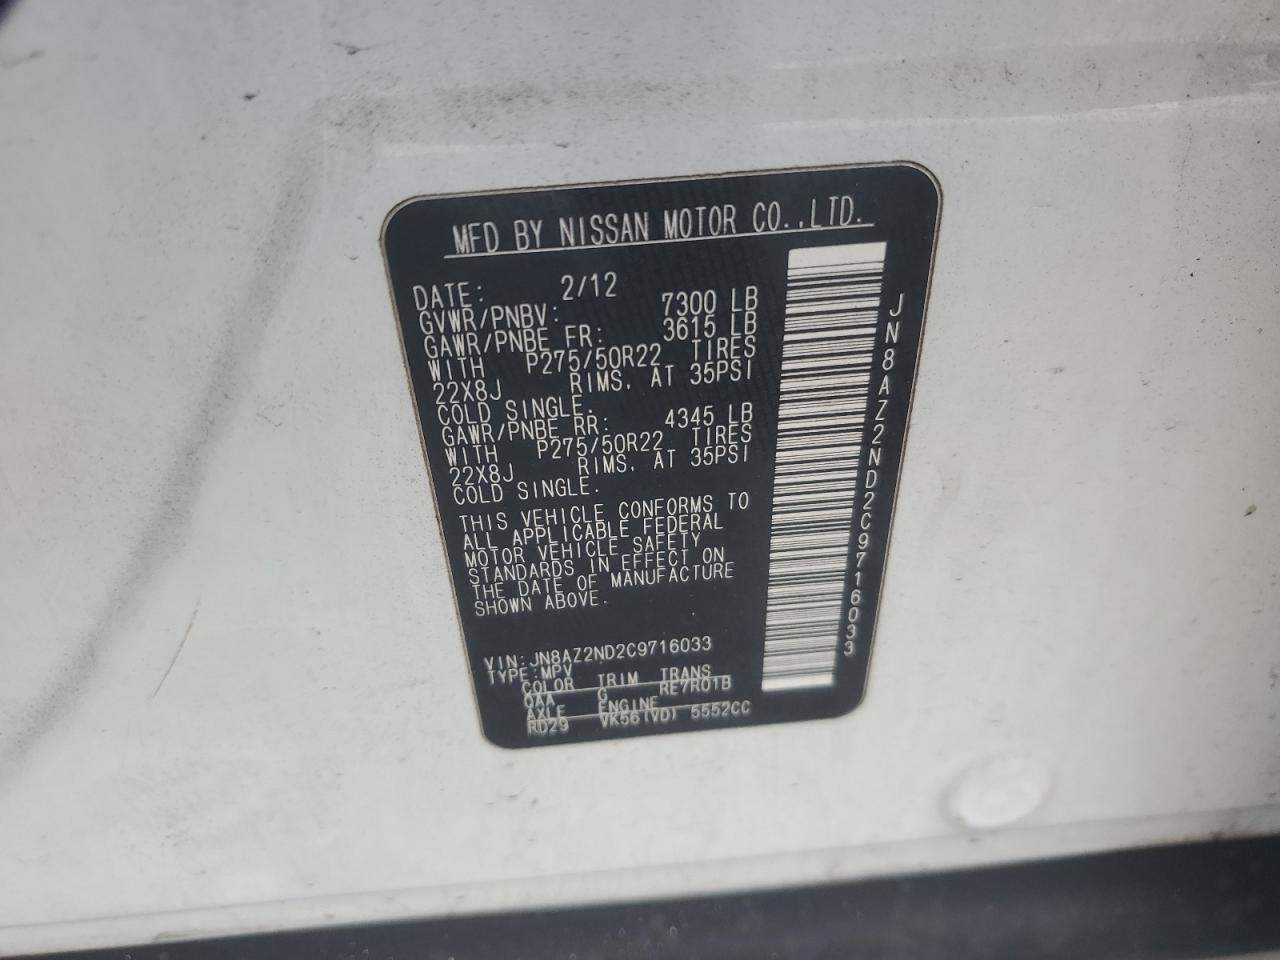 MFD BY NISSAN MOTOR CO.,LTD.
DATE: 2/12
GVWR/PNBV: 7300 LB
GAWR/PNBE FR: 3615 LB
WITH P275/50R22 TIRES
22X8J RIMS, AT 35PSI
COLD SINGLE.
GAWR/PNBE RR: 4345 LB
WITH P275/50R22 TIRES
22X8J RIMS, AT 35PSI
COLD SINGLE.
THIS VEHICLE CONFORMS TO
ALL APPLICABLE FEDERAL
MOTOR VEHICLE SAFETY
STANDARDS IN EFFECT ON
THE DATE OF MANUFACTURE
SHOWN ABOVE.
VIN:JN8AZ2ND2C9716033
TYPE:MPV
COLOR TRIM TRANS
QAA G RE7R01B
AXLE ENGINE
RD29 VK56(VD) 5552CC
JN8AZ2ND2C9716033